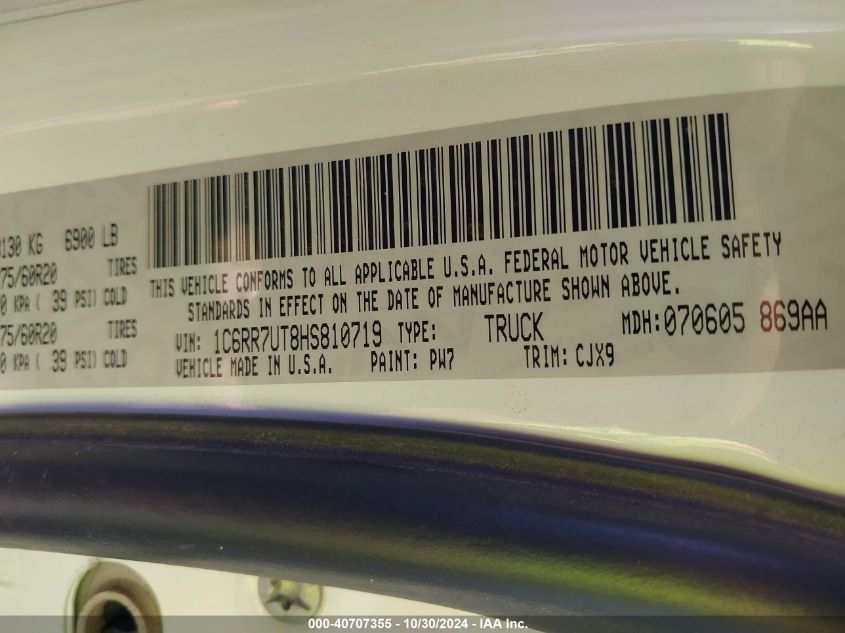 3130 KG 6900 LB
275/60R20 TIRES
0 KPA ( 39 PSI) COLD
275/60R20 TIRES
0 KPA ( 39 PSI) COLD
THIS VEHICLE CONFORMS TO ALL APPLICABLE U.S.A. FEDERAL MOTOR VEHICLE SAFETY
STANDARDS IN EFFECT ON THE DATE OF MANUFACTURE SHOWN ABOVE.
VIN: 1C6RR7UT8HS810719 TYPE: TRUCK MDH: 070605 869AA
VEHICLE MADE IN U.S.A. PAINT: PW7 TRIM: CJX9
000-40707355 - 10/30/2024 - IAA Inc.